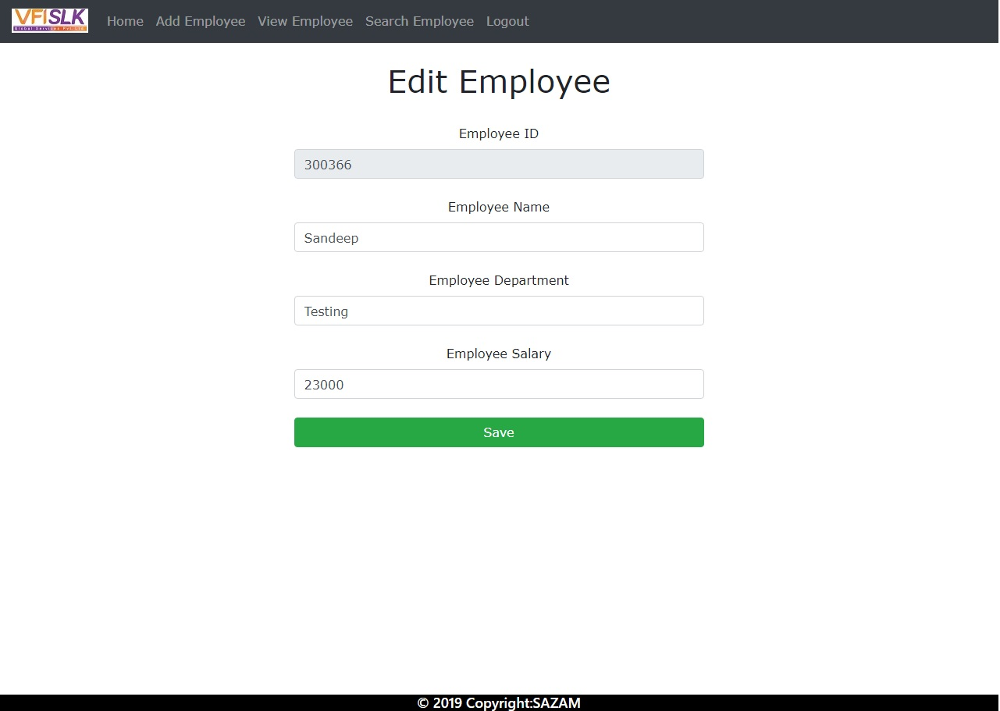 VFISLK
Global Services Pvt.Ltd
Home Add Employee View Employee Search Employee Logout
Edit Employee
Employee ID
300366
Employee Name
Sandeep
Employee Department
Testing
Employee Salary
23000
Save
© 2019 Copyright:SAZAM